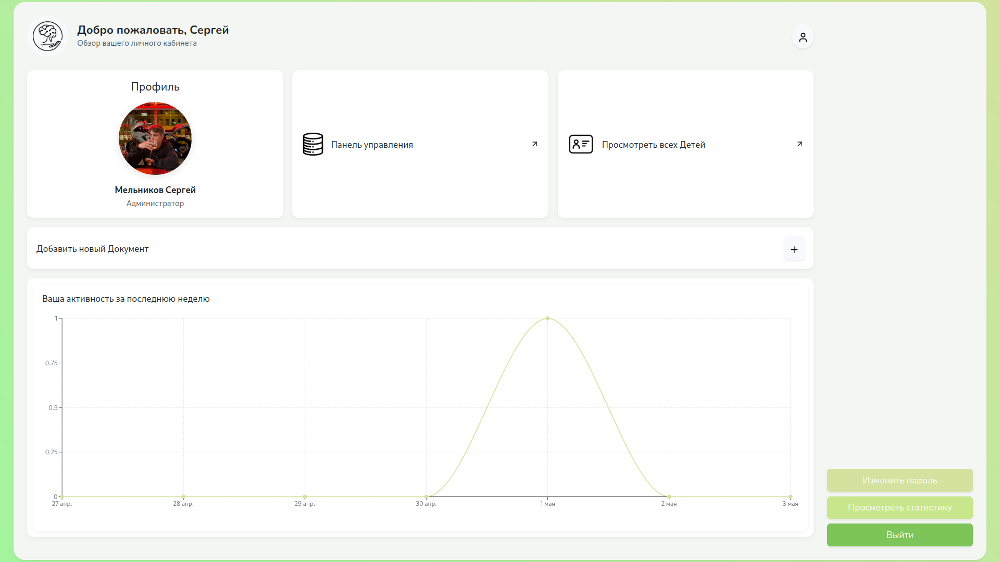 Добро пожаловать, Сергей
Обзор вашего личного кабинета
Профиль
Мельников Сергей
Администратор
Панель управления
Просмотреть всех Детей
Добавить новый Документ
+
Ваша активность за последнюю неделю
1
0.75
0.5
0.25
0
27 апр. 28 апр. 29 апр. 30 апр. 1 мая 2 мая 3 мая
Изменить пароль
Просмотреть статистику
Выйти